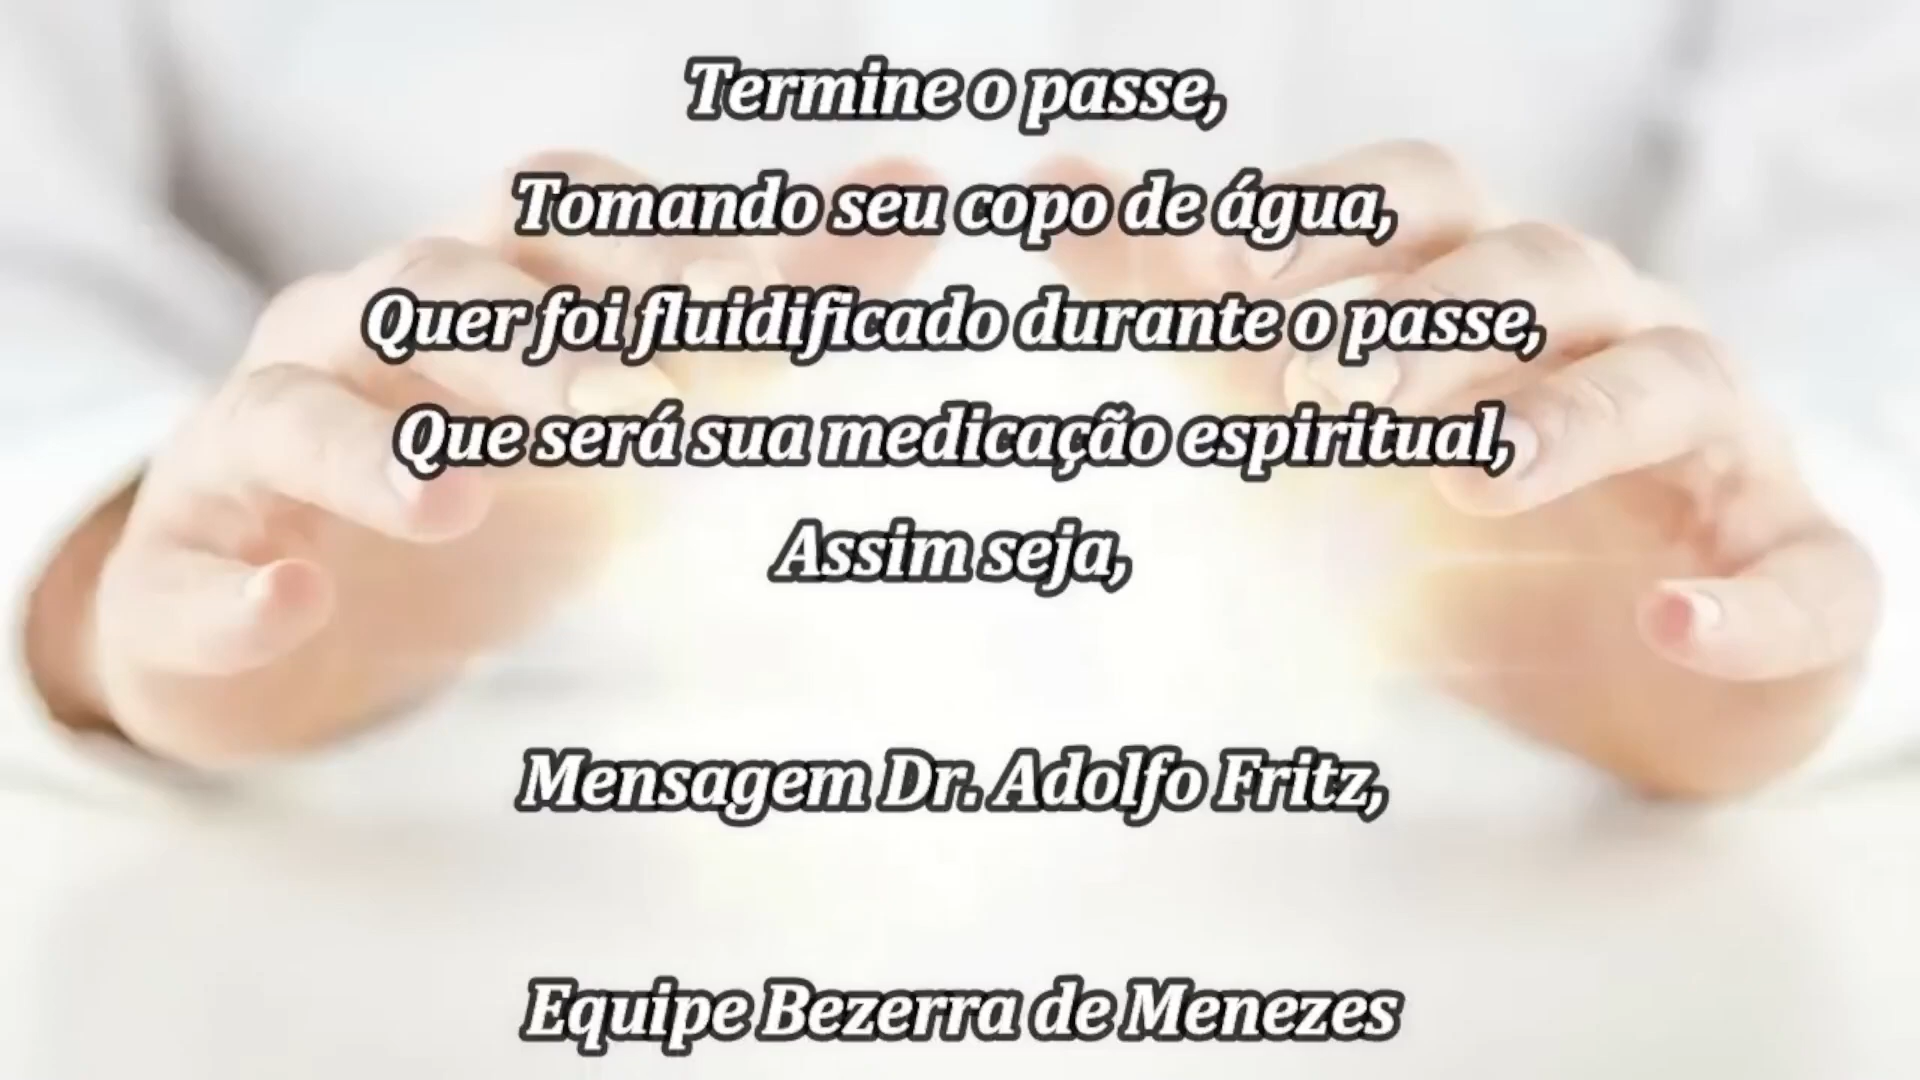 Termine o passe,
Tomando seu copo de água,
Quer foi fluidificado durante o passe,
Que será sua medicação espiritual,
Assim seja,
Mensagem Dr. Adolfo Fritz,
Equipe Bezerra de Menezes